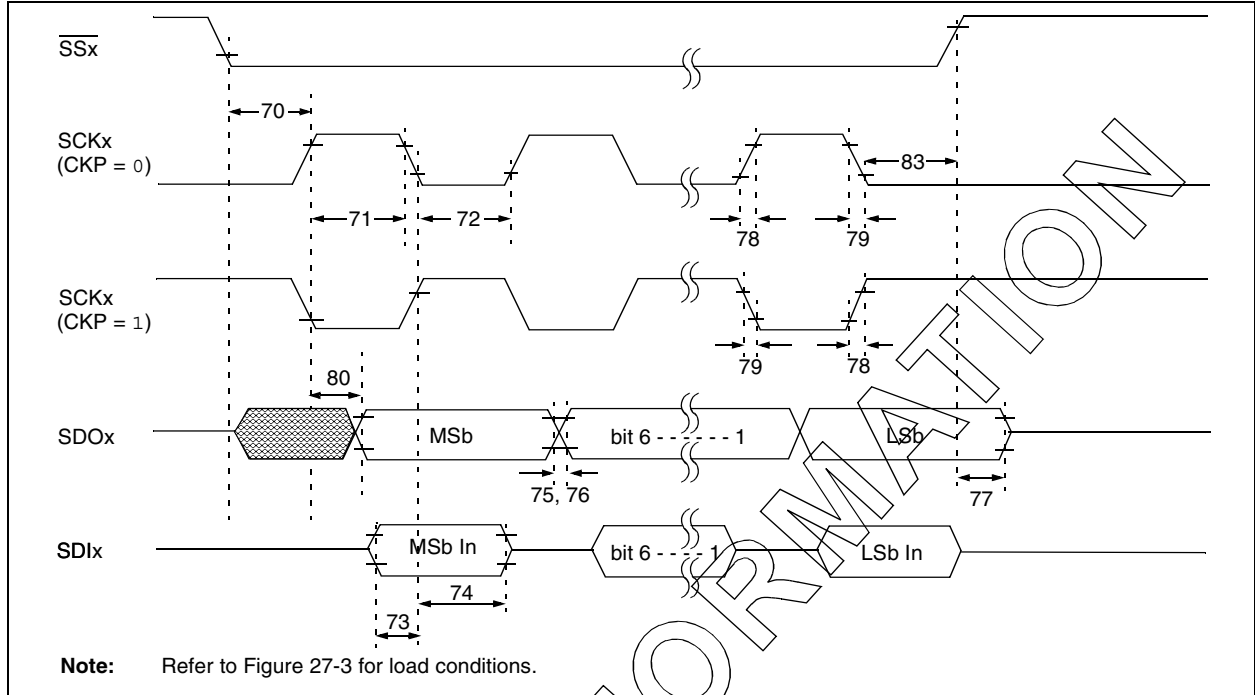 SSx
70
SCKx
(CKP = 0)
83
71
72
78
79
SCKx
(CKP = 1)
79
78
80
SDOx
MSb
bit 6 - - - - - - 1
LSb
75, 76
77
SDIx
MSb In
bit 6 - - - - 1
LSb In
74
73
Note: Refer to Figure 27-3 for load conditions.
ORMATION